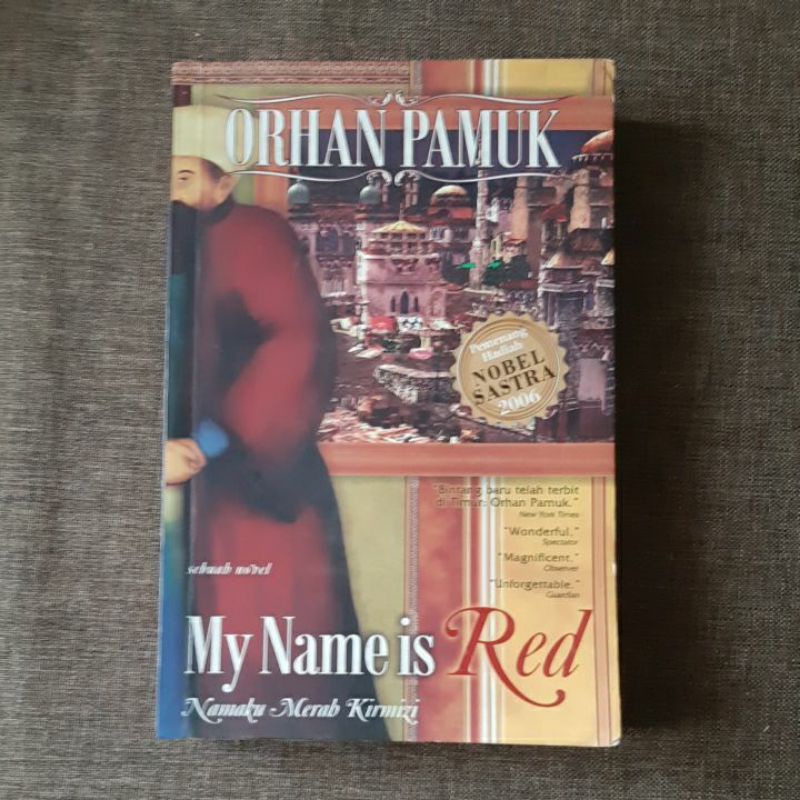 ORHAN PAMUK
Pemenang
Hadiah
NOBEL
SASTRA
2006
"Bintang baru telah terbit
di Timur: Orhan Pamuk."
New York Times
"Wonderful."
Spectator
"Magnificent."
Observer
"Unforgettable."
Guardian
sebuah novel
My Name is Red
Namaku Merah Kirmizi